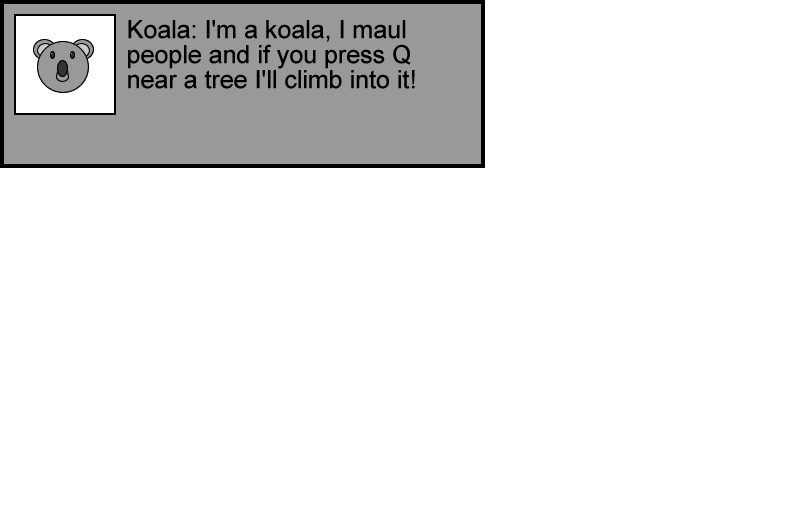 Koala: I'm a koala, I maul
people and if you press Q
near a tree I'll climb into it!